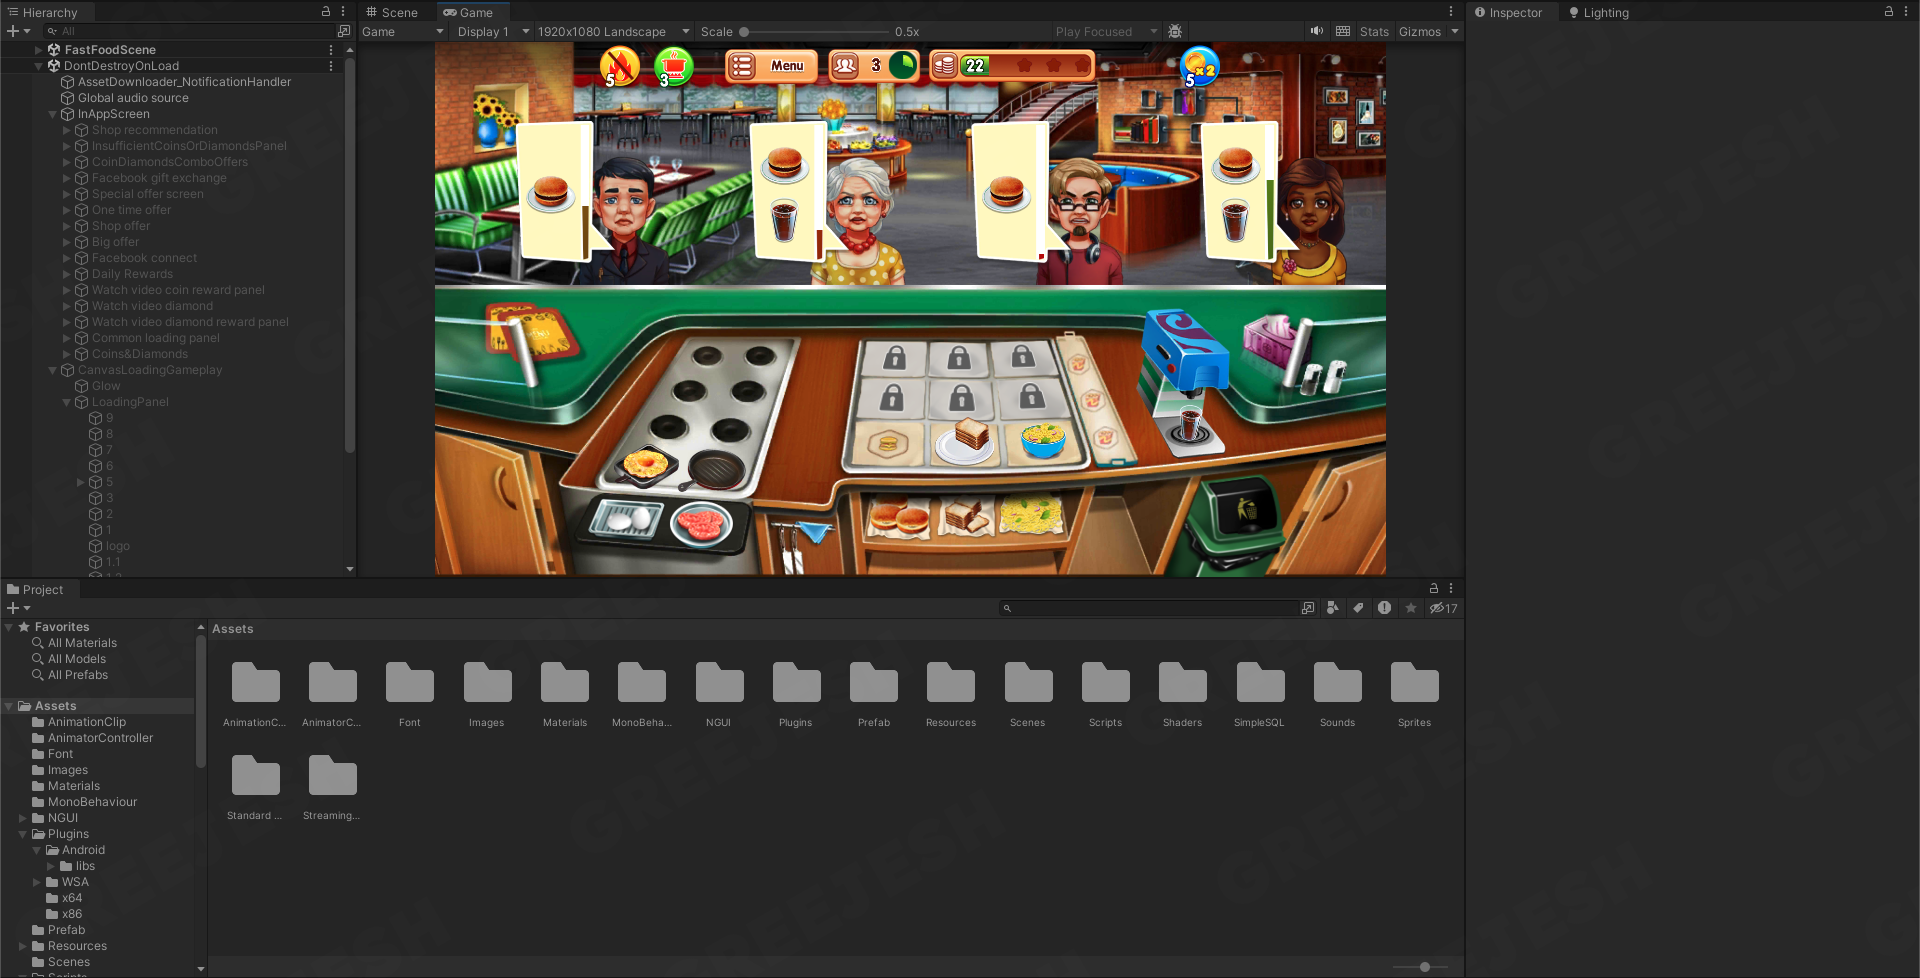 Hierarchy
All
FastFoodScene
DontDestroyOnLoad
AssetDownloader_NotificationHandler
Global audio source
InAppScreen
Shop recommendation
InsufficientCoinsOrDiamondsPanel
CoinDiamondsComboOffers
Facebook gift exchange
Special offer screen
One time offer
Shop offer
Big offer
Facebook connect
Daily Rewards
Watch video coin reward panel
Watch video diamond
Watch video diamond reward panel
Common loading panel
Coins&Diamonds
CanvasLoadingGameplay
Glow
LoadingPanel
9
8
7
6
5
3
2
1
logo
1.1
Scene
Game
Game
Display 1
1920x1080 Landscape
Scale
0.5x
Play Focused
Stats
Gizmos
5
3
Menu
3
22
x2
5
Inspector
Lighting
Project
17
Favorites
All Materials
All Models
All Prefabs
Assets
AnimationClip
AnimatorController
Font
Images
Materials
MonoBehaviour
NGUI
Plugins
Android
libs
WSA
x64
x86
Prefab
Resources
Scenes
Scripts
Assets
AnimationC...
AnimatorC...
Font
Images
Materials
MonoBeha...
NGUI
Plugins
Prefab
Resources
Scenes
Scripts
Shaders
SimpleSQL
Sounds
Sprites
Standard ...
Streaming...
GREEJESH